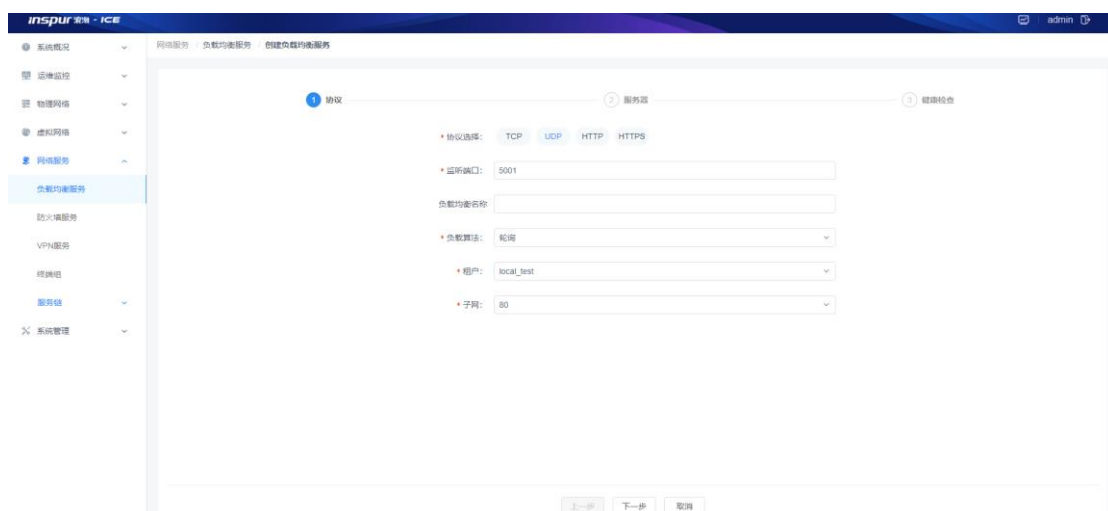 inspur 浪潮 - ICE
admin
系统概况
运维监控
物理网络
虚拟网络
网络服务
负载均衡服务
防火墙服务
VPN服务
终端组
服务链
系统管理
网络服务 / 负载均衡服务 / 创建负载均衡服务
1 协议
2 服务器
3 健康检查
* 协议选择: TCP UDP HTTP HTTPS
* 监听端口: 5001
负载均衡名称
* 负载算法: 轮询
* 租户: local_test
* 子网: 80
上一步 下一步 取消